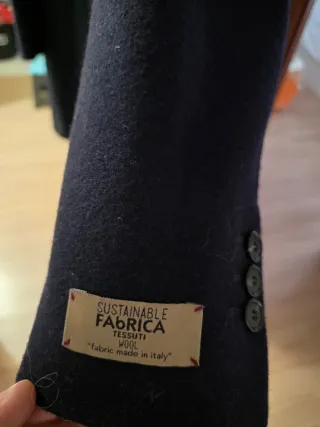 SUSTAINABLE
FAbRICA
TESSUTI
WOOL
"fabric made in italy"